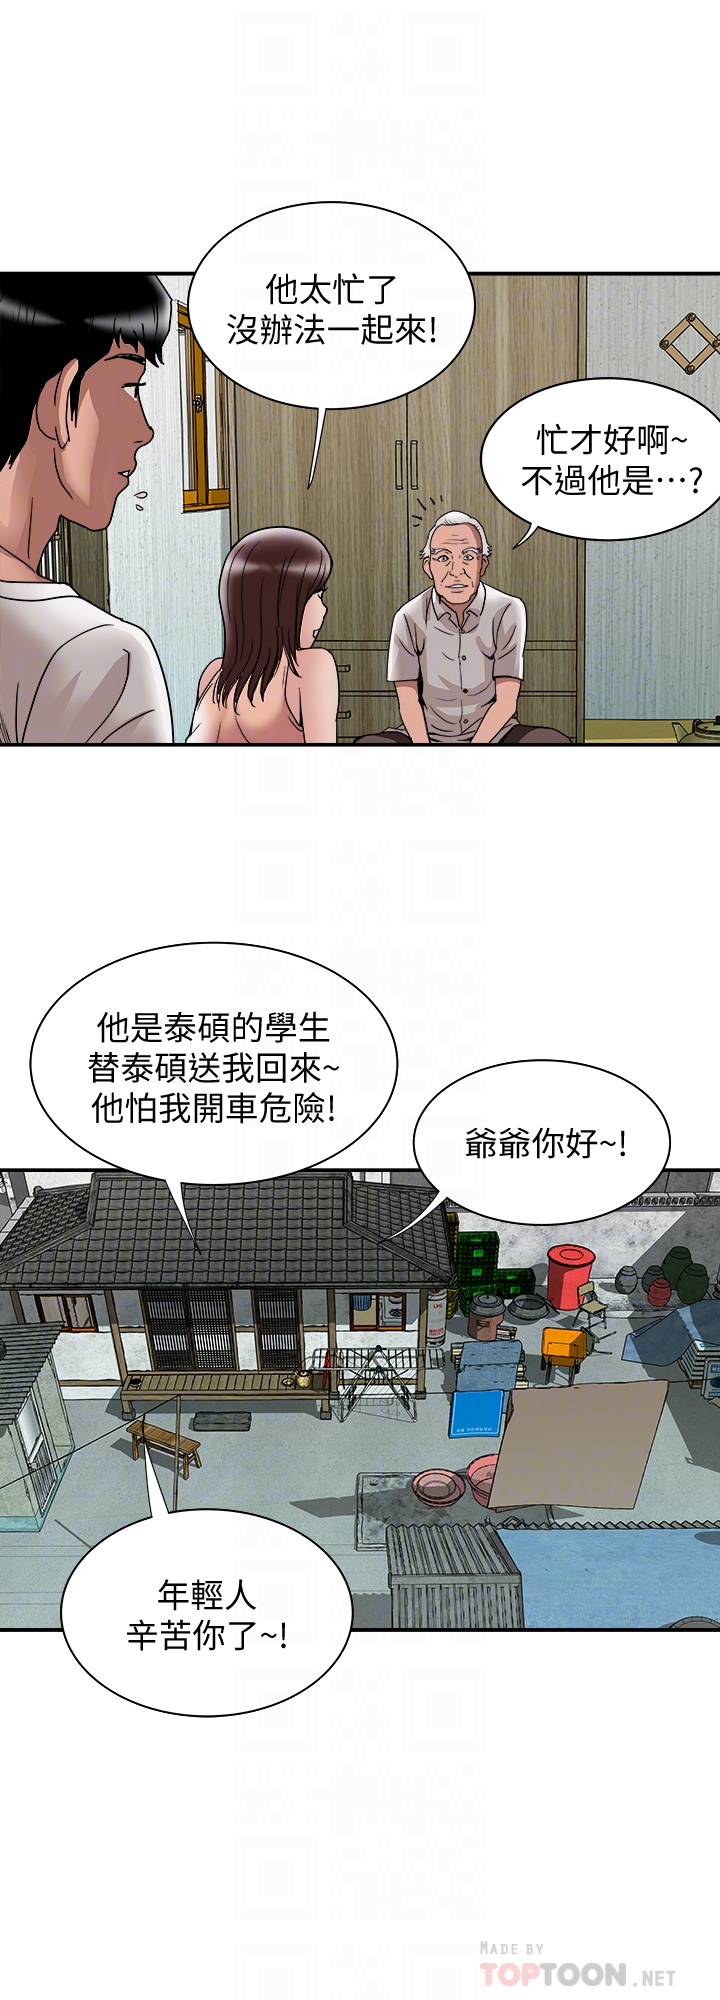 他太忙了
沒辦法一起來!
忙才好啊~
不過他是…?
他是泰碩的學生
替泰碩送我回來~
他怕我開車危險!
爺爺你好~!
LPG
年輕人
辛苦你了~!
MADE BY
TOPTOON.NET